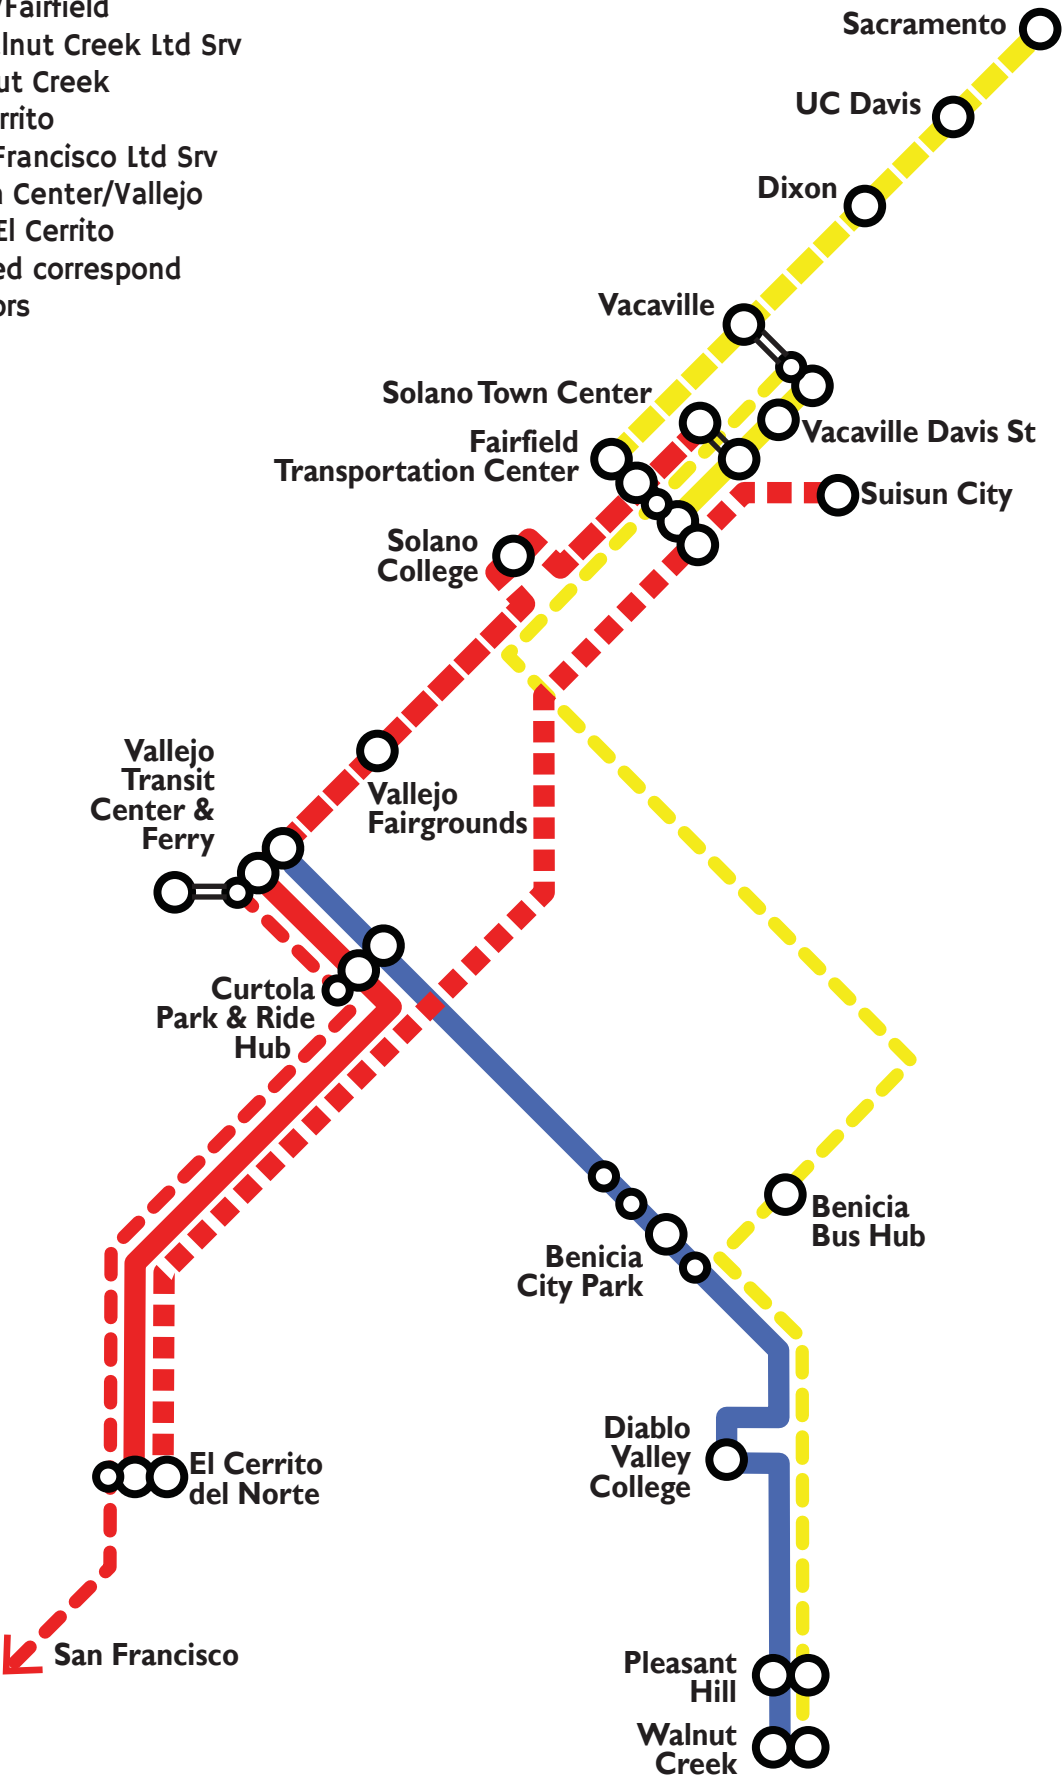 /Fairfield
lnut Creek Ltd Srv
ut Creek
rrito
Francisco Ltd Srv
Center/Vallejo
El Cerrito
ed correspond
ors
Sacramento
UC Davis
Dixon
Vacaville
Solano Town Center
Fairfield
Transportation Center
Vacaville Davis St
Suisun City
Solano
College
Vallejo
Transit
Center &
Ferry
Vallejo
Fairgrounds
Curtola
Park & Ride
Hub
Benicia
Bus Hub
Benicia
City Park
Diablo
Valley
College
El Cerrito
del Norte
San Francisco
Pleasant
Hill
Walnut
Creek